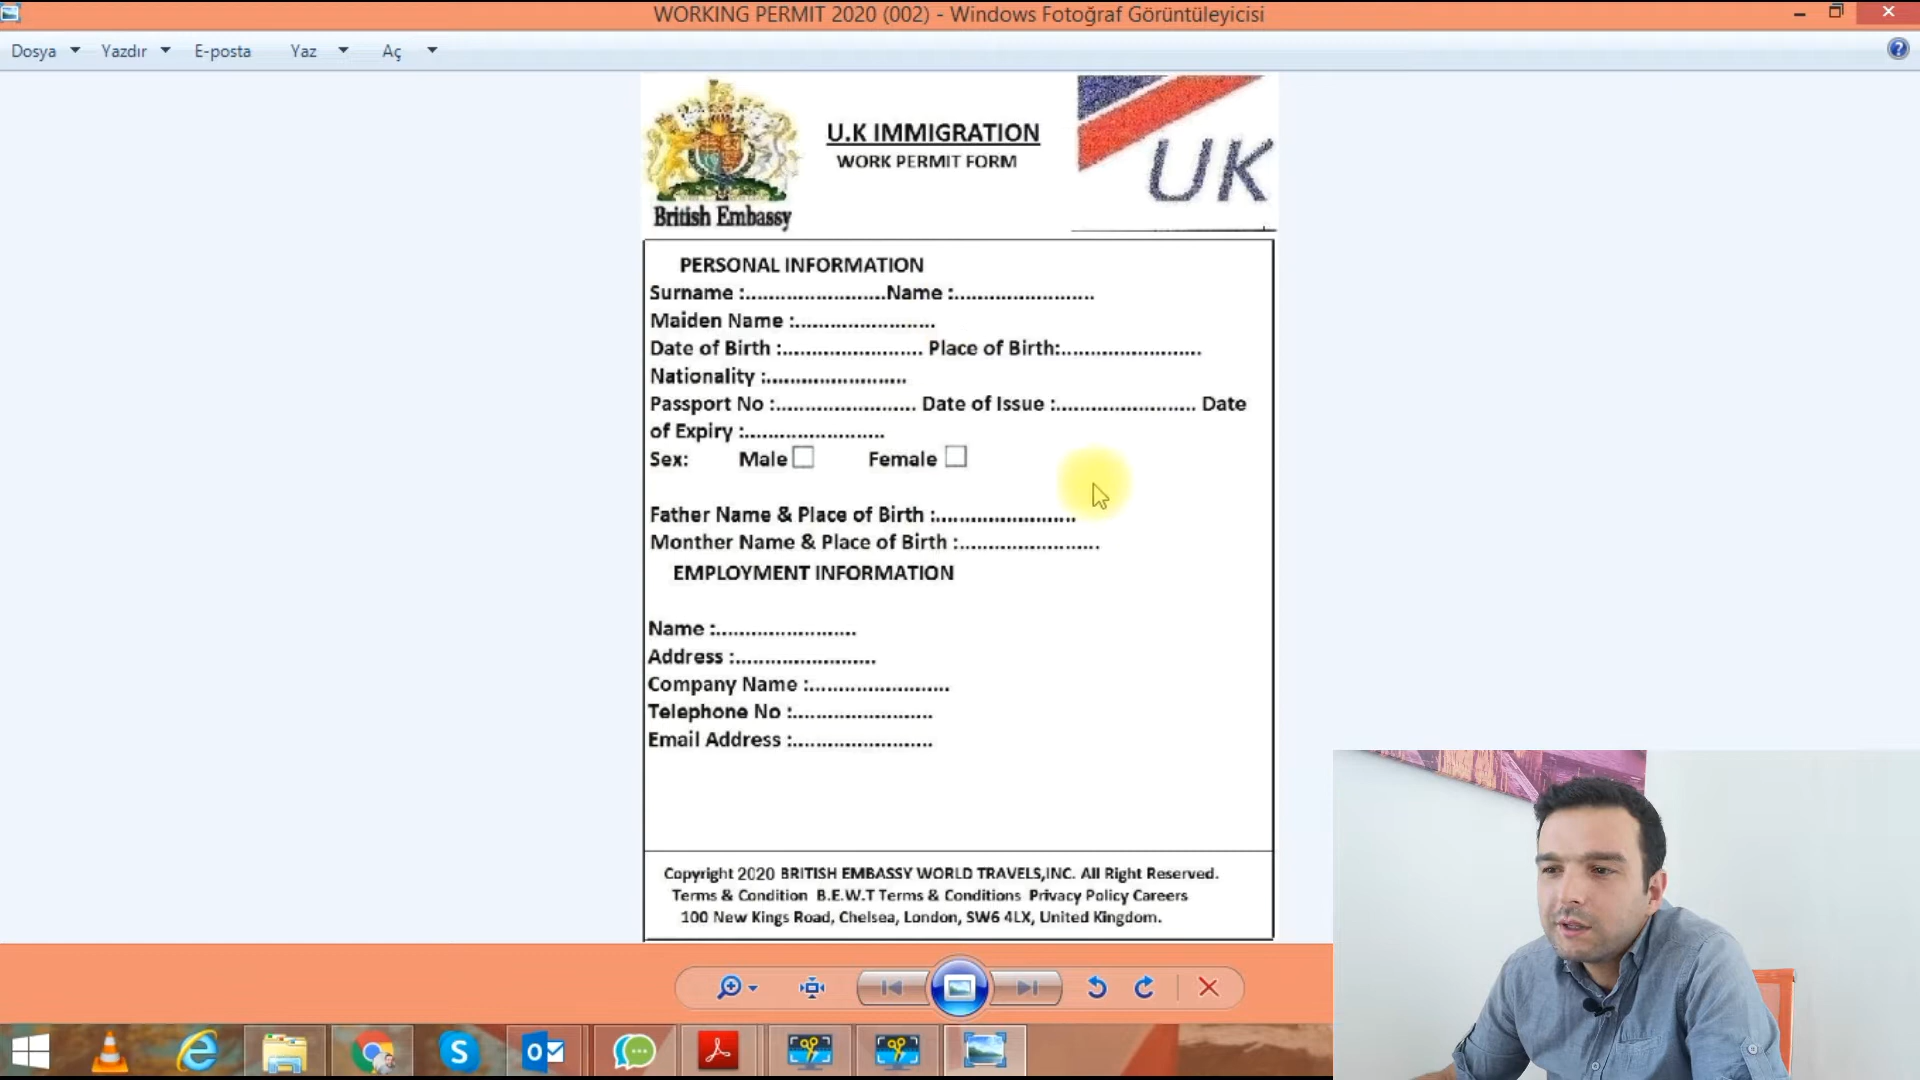 WORKING PERMIT 2020 (002) - Windows Fotoğraf Görüntüleyicisi
Dosya Yazdır E-posta Yaz Aç
U.K IMMIGRATION
WORK PERMIT FORM
UK
British Embassy
PERSONAL INFORMATION
Surname :........................Name :........................
Maiden Name :........................
Date of Birth :........................ Place of Birth:........................
Nationality :........................
Passport No :........................ Date of Issue :........................ Date
of Expiry :........................
Sex: Male Female
Father Name & Place of Birth :........................
Monther Name & Place of Birth :........................
EMPLOYMENT INFORMATION
Name :........................
Address :........................
Company Name :........................
Telephone No :........................
Email Address :........................
Copyright 2020 BRITISH EMBASSY WORLD TRAVELS,INC. All Right Reserved.
Terms & Condition B.E.W.T Terms & Conditions Privacy Policy Careers
100 New Kings Road, Chelsea, London, SW6 4LX, United Kingdom.